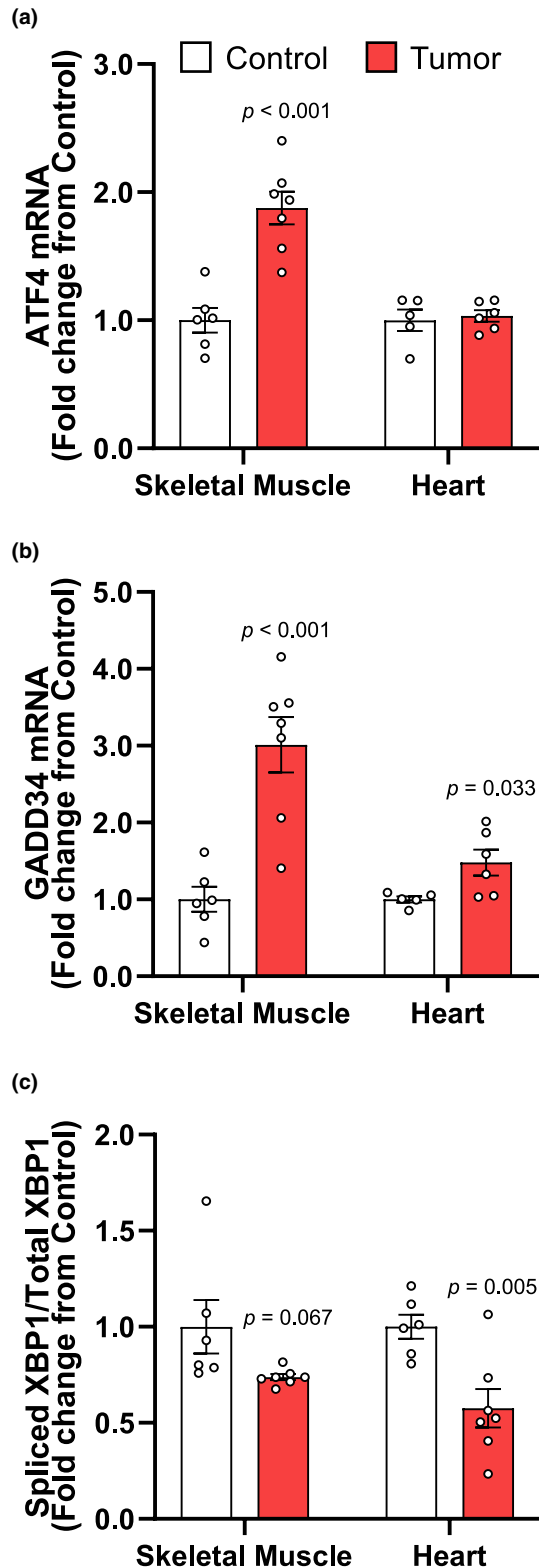 (a)
Control Tumor
ATF4 mRNA
(Fold change from Control)
3.0
2.0
1.0
0.0
p < 0.001
Skeletal Muscle Heart
(b)
GADD34 mRNA
(Fold change from Control)
5.0
4.0
3.0
2.0
1.0
0.0
p < 0.001
p = 0.033
Skeletal Muscle Heart
(c)
Spliced XBP1/Total XBP1
(Fold change from Control)
2.0
1.5
1.0
0.5
0.0
p = 0.067
p = 0.005
Skeletal Muscle Heart